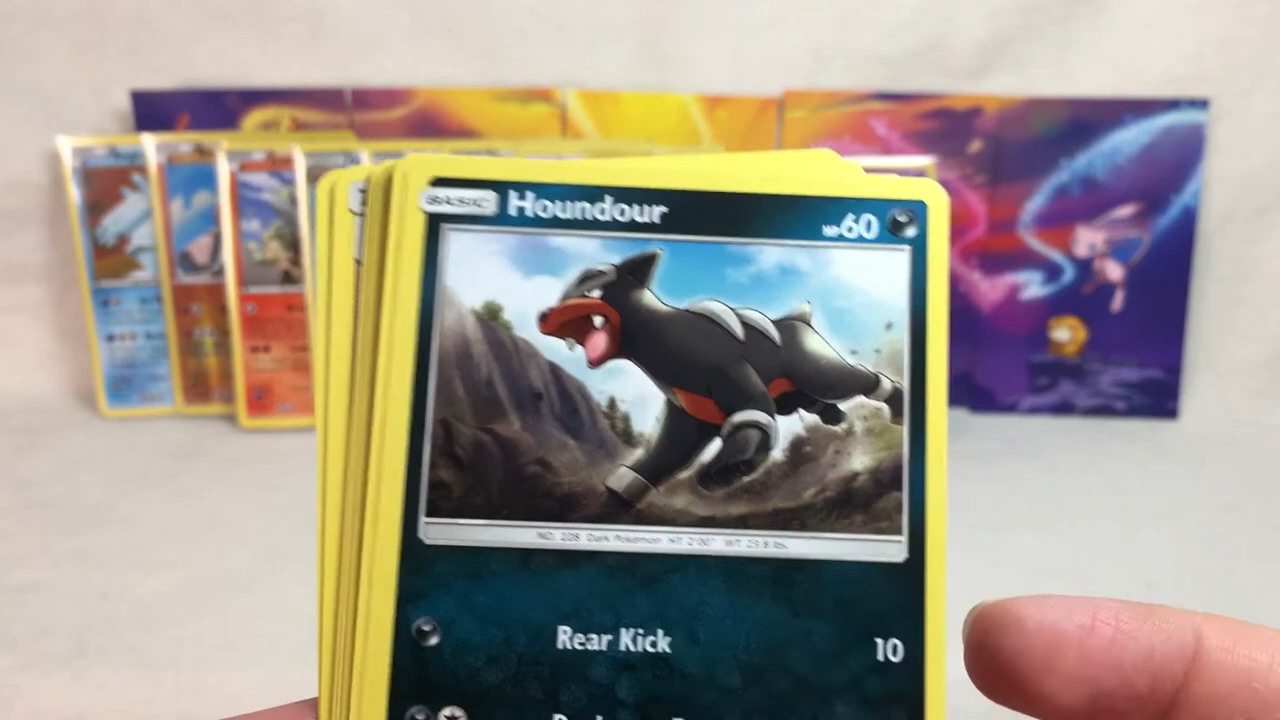 BASIC Houndour HP60
NO. 228 Dark Pokémon HT: 2'00" WT: 23.8 lbs.
Rear Kick 10